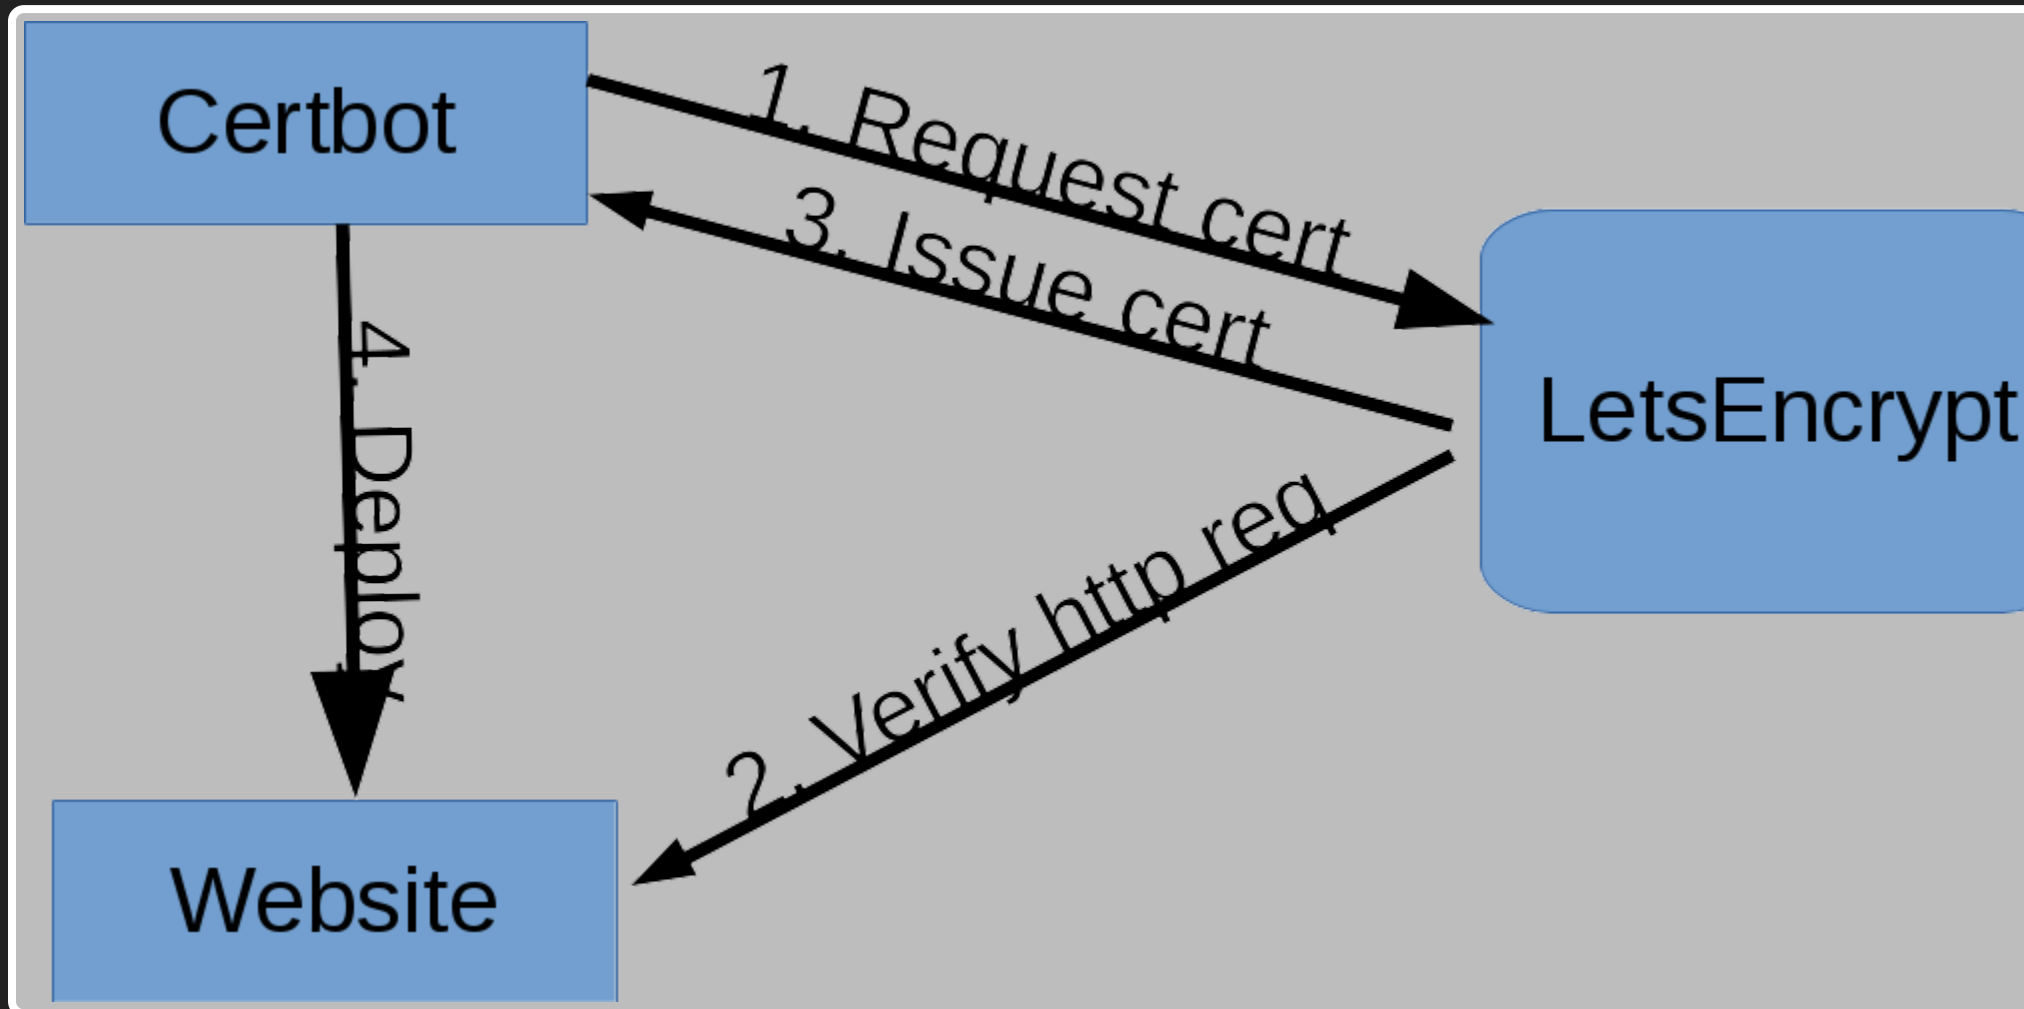 Certbot
1. Request cert
3. Issue cert
LetsEncrypt
4. Deploy
2. Verify http req
Website